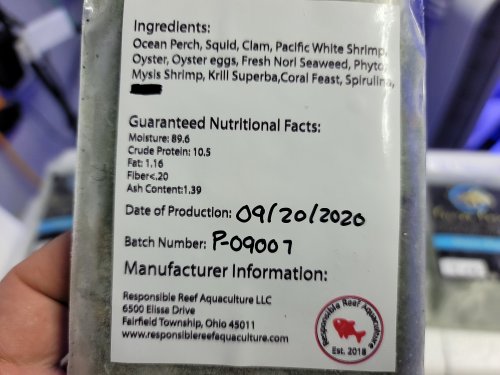 Ingredients:
Ocean Perch, Squid, Clam, Pacific White Shrimp,
Oyster, Oyster eggs, Fresh Nori Seaweed, Phyto,
Mysis Shrimp, Krill Superba,Coral Feast, Spirulina,
Guaranteed Nutritional Facts:
Moisture: 89.6
Crude Protein: 10.5
Fat: 1.16
Fiber<.20
Ash Content:1.39
Date of Production: 09/20/2020
Batch Number: P-09007
Manufacturer Information:
Responsible Reef Aquaculture LLC
6500 Elissa Drive
Fairfield Township, Ohio 45011
www.responsiblereefaquaculture.com
Responsible Reef Aquaculture
Est. 2018